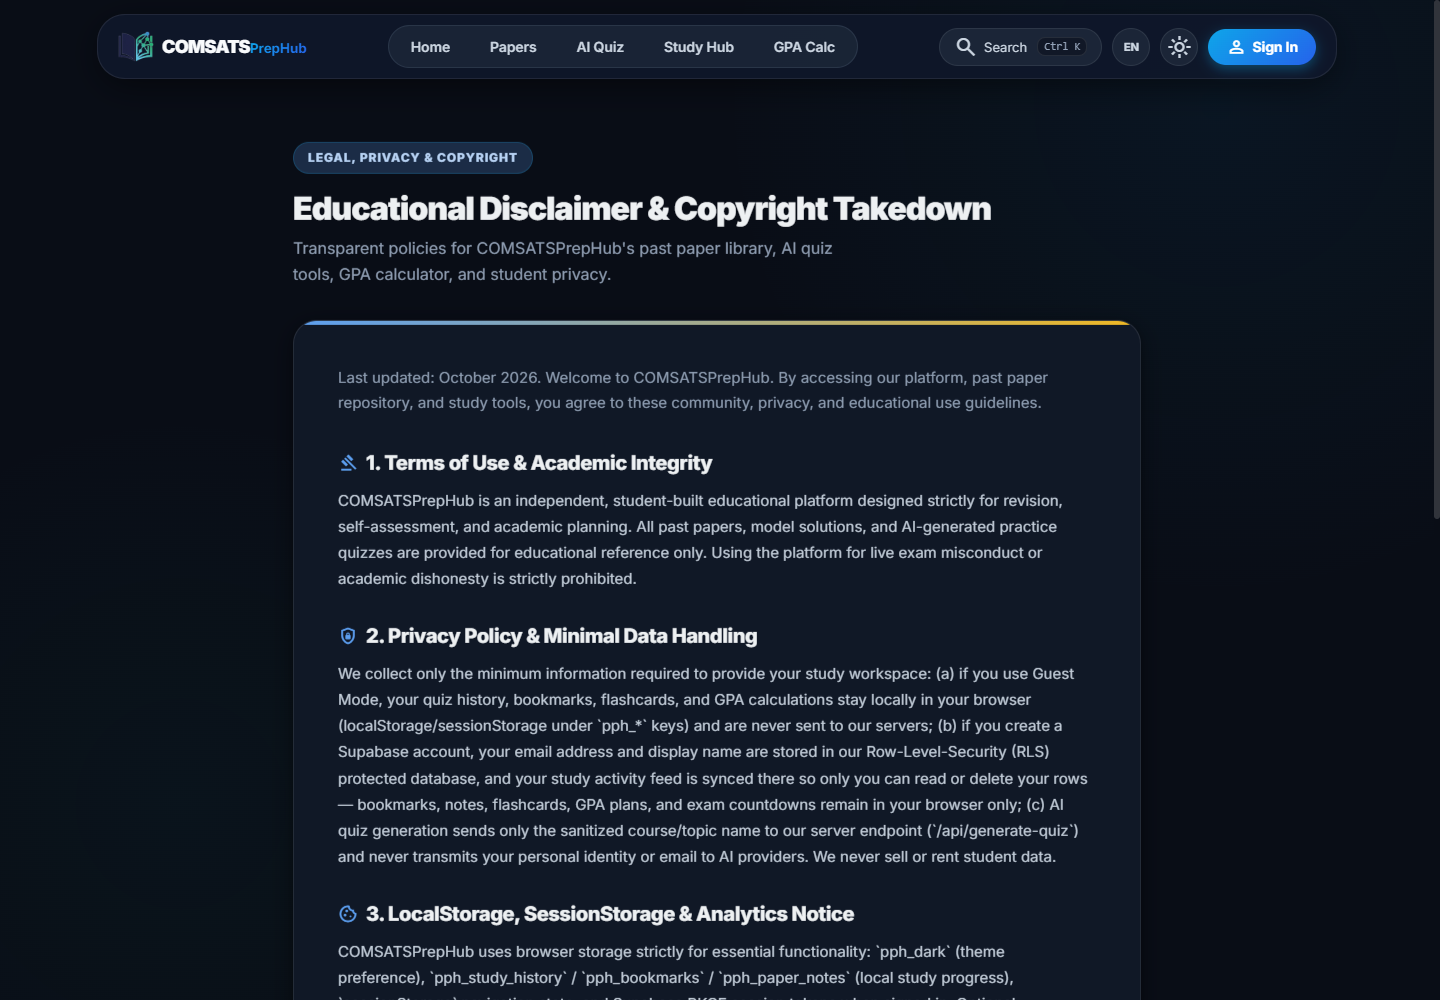 COMSATSPrepHub
Home
Papers
AI Quiz
Study Hub
GPA Calc
Search
Ctrl K
EN
Sign In
LEGAL, PRIVACY & COPYRIGHT
Educational Disclaimer & Copyright Takedown
Transparent policies for COMSATSPrepHub's past paper library, AI quiz
tools, GPA calculator, and student privacy.
Last updated: October 2026. Welcome to COMSATSPrepHub. By accessing our platform, past paper
repository, and study tools, you agree to these community, privacy, and educational use guidelines.
1. Terms of Use & Academic Integrity
COMSATSPrepHub is an independent, student-built educational platform designed strictly for revision,
self-assessment, and academic planning. All past papers, model solutions, and AI-generated practice
quizzes are provided for educational reference only. Using the platform for live exam misconduct or
academic dishonesty is strictly prohibited.
2. Privacy Policy & Minimal Data Handling
We collect only the minimum information required to provide your study workspace: (a) if you use Guest
Mode, your quiz history, bookmarks, flashcards, and GPA calculations stay locally in your browser
(localStorage/sessionStorage under `pph_*` keys) and are never sent to our servers; (b) if you create a
Supabase account, your email address and display name are stored in our Row-Level-Security (RLS)
protected database, and your study activity feed is synced there so only you can read or delete your rows
— bookmarks, notes, flashcards, GPA plans, and exam countdowns remain in your browser only; (c) AI
quiz generation sends only the sanitized course/topic name to our server endpoint (`/api/generate-quiz`)
and never transmits your personal identity or email to AI providers. We never sell or rent student data.
3. LocalStorage, SessionStorage & Analytics Notice
COMSATSPrepHub uses browser storage strictly for essential functionality: `pph_dark` (theme
preference), `pph_study_history` / `pph_bookmarks` / `pph_paper_notes` (local study progress),